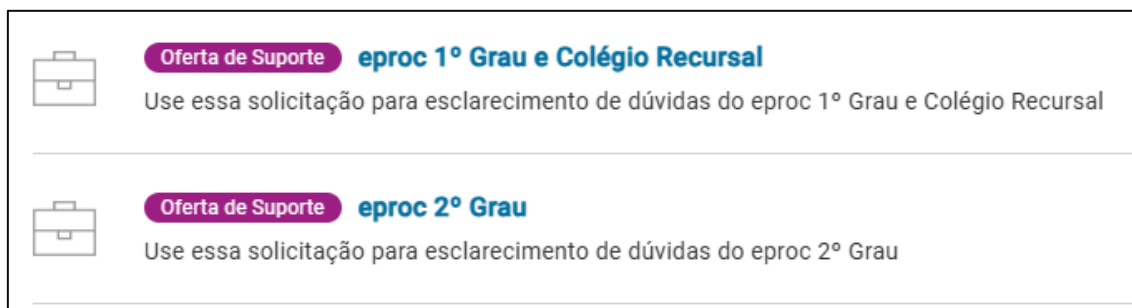 Oferta de Suporte eproc 1º Grau e Colégio Recursal
Use essa solicitação para esclarecimento de dúvidas do eproc 1º Grau e Colégio Recursal
Oferta de Suporte eproc 2º Grau
Use essa solicitação para esclarecimento de dúvidas do eproc 2º Grau